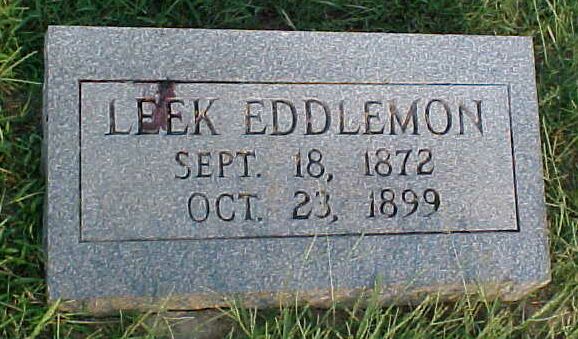 LEEK EDDLEMON
SEPT. 18, 1872
OCT. 23, 1899